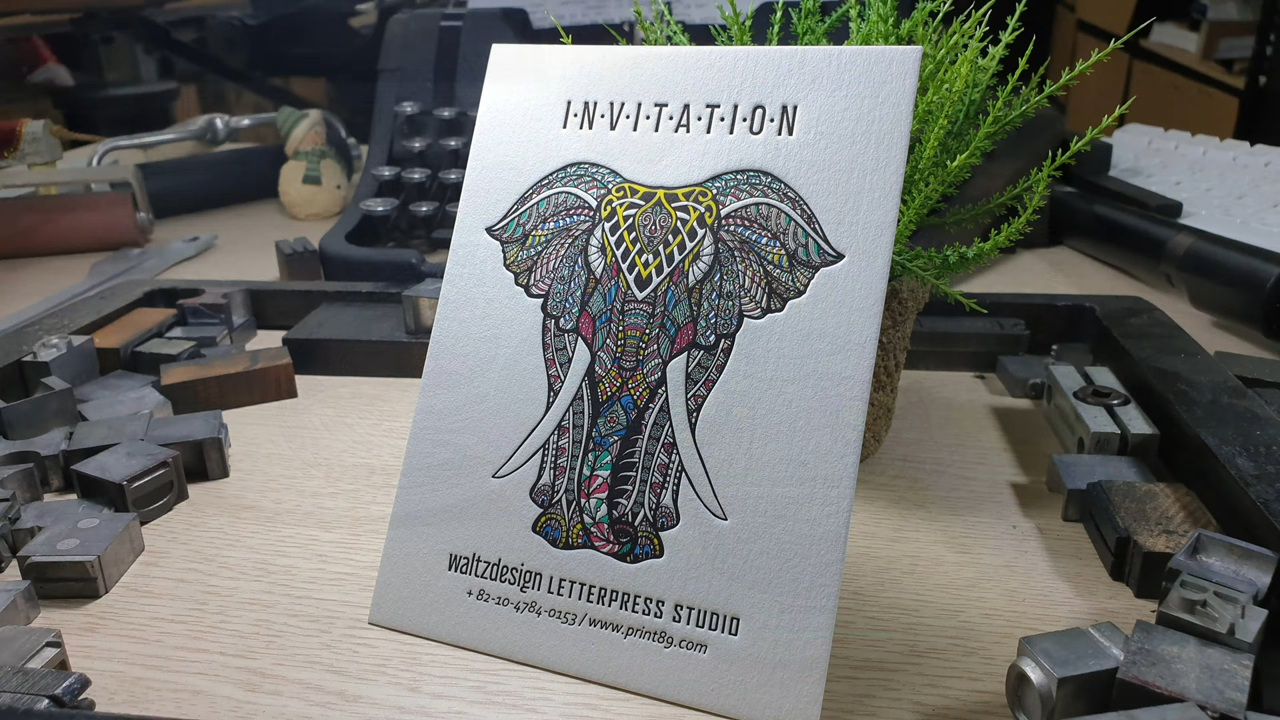 I·N·V·I·T·A·T·I·O·N
waltzdesign LETTERPRESS STUDIO
+82-10-4784-0153 / www.print89.com